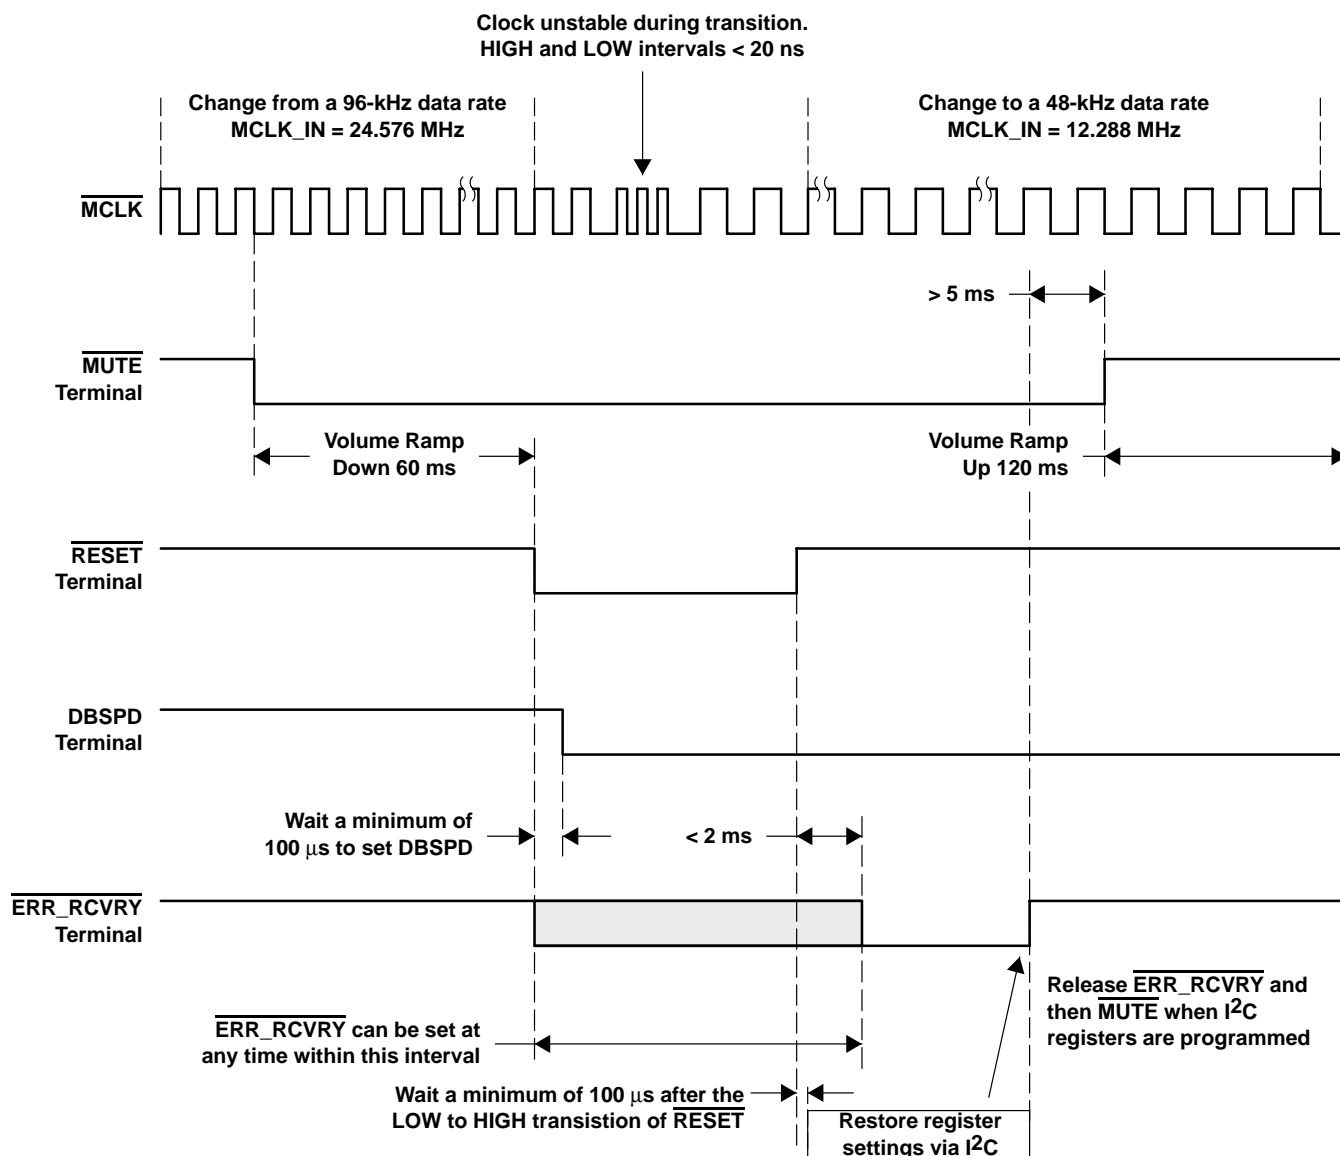 Clock unstable during transition.
HIGH and LOW intervals < 20 ns
Change from a 96-kHz data rate
MCLK_IN = 24.576 MHz
Change to a 48-kHz data rate
MCLK_IN = 12.288 MHz
MCLK
> 5 ms
MUTE
Terminal
Volume Ramp
Down 60 ms
Volume Ramp
Up 120 ms
RESET
Terminal
DBSPD
Terminal
Wait a minimum of
100 μs to set DBSPD
< 2 ms
ERR_RCVRY
Terminal
ERR_RCVRY can be set at
any time within this interval
Release ERR_RCVRY and
then MUTE when I2C
registers are programmed
Wait a minimum of 100 μs after the
LOW to HIGH transistion of RESET
Restore register
settings via I2C